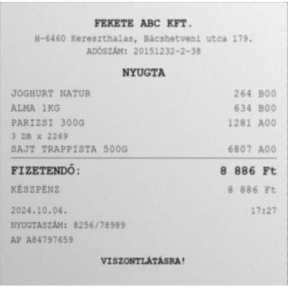 FEKETE ABC KFT.
H-6460 Kereszthalas, Bácshetveni utca 179.
ADÓSZÁM: 20151232-2-38
NYUGTA
JOGHURT NATUR 264 B00
ALMA 1KG 634 B00
PARIZSI 300G 1281 A00
3 DB x 2269
SAJT TRAPPISTA 500G 6807 A00
FIZETENDŐ: 8 886 Ft
KÉSZPÉNZ 8 886 Ft
2024.10.04. 17:27
NYUGTASZÁM: 8256/78989
AP A84797659
VISZONTLÁTÁSRA!